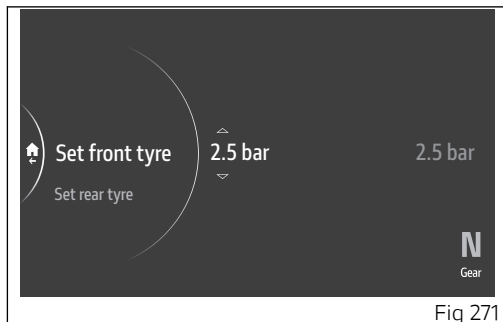 Set front tyre 2.5 bar 2.5 bar
Set rear tyre
N
Gear
Fig 271